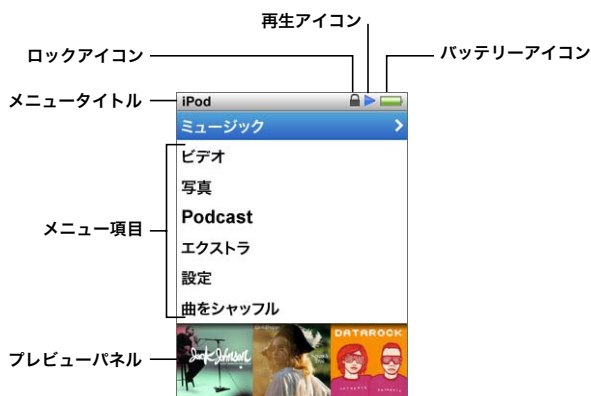 再生アイコン
ロックアイコン
バッテリーアイコン
メニュータイトル
iPod
ミュージック
ビデオ
写真
Podcast
メニュー項目
エクストラ
設定
曲をシャッフル
プレビューパネル
Jack Johnson
DATAROCK